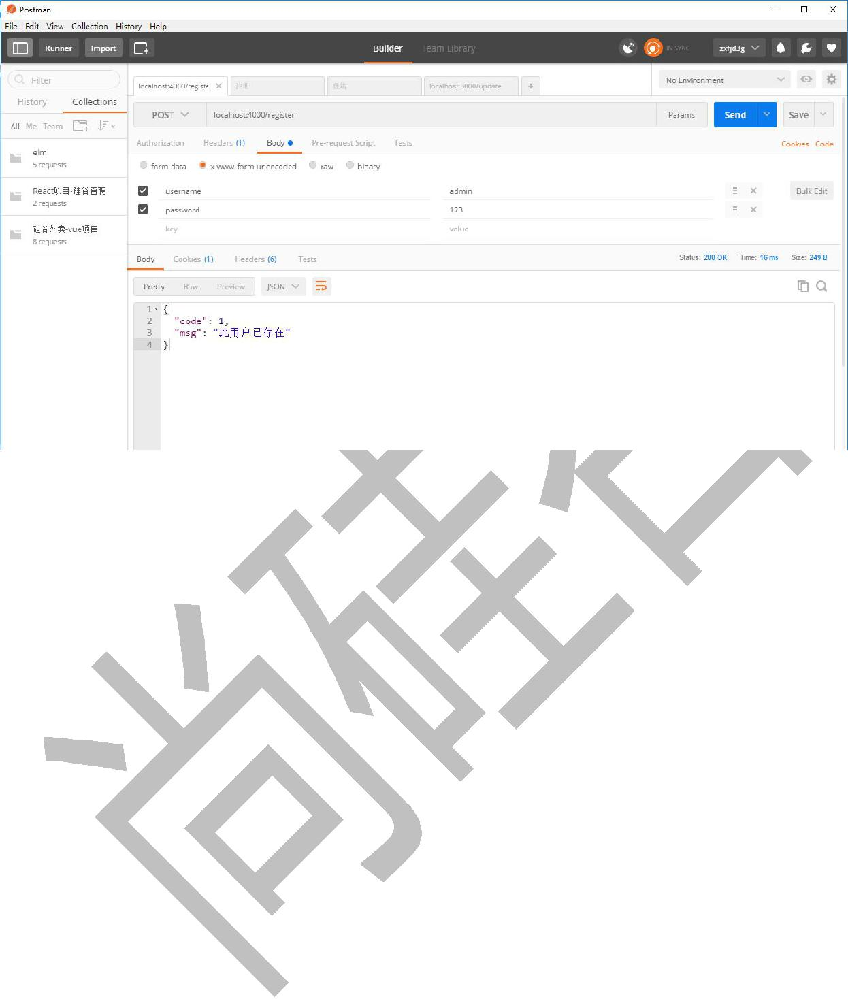 Postman
File Edit View Collection History Help
Runner Import Builder Team Library IN SYNC zxfjd3g
Filter
History Collections
All Me Team
elm
5 requests
React项目-硅谷直聘
2 requests
硅谷外卖-vue项目
8 requests
localhost:4000/registe 注册 登陆 localhost:3000/update + No Environment
POST localhost:4000/register Params Send Save
Authorization Headers (1) Body Pre-request Script Tests Cookies Code
form-data x-www-form-urlencoded raw binary
username admin Bulk Edit
password 123
key value
Body Cookies (1) Headers (6) Tests Status: 200 OK Time: 16 ms Size: 249 B
Pretty Raw Preview JSON
1 {
2 "code": 1,
3 "msg": "此用户已存在"
4 }
尚硅